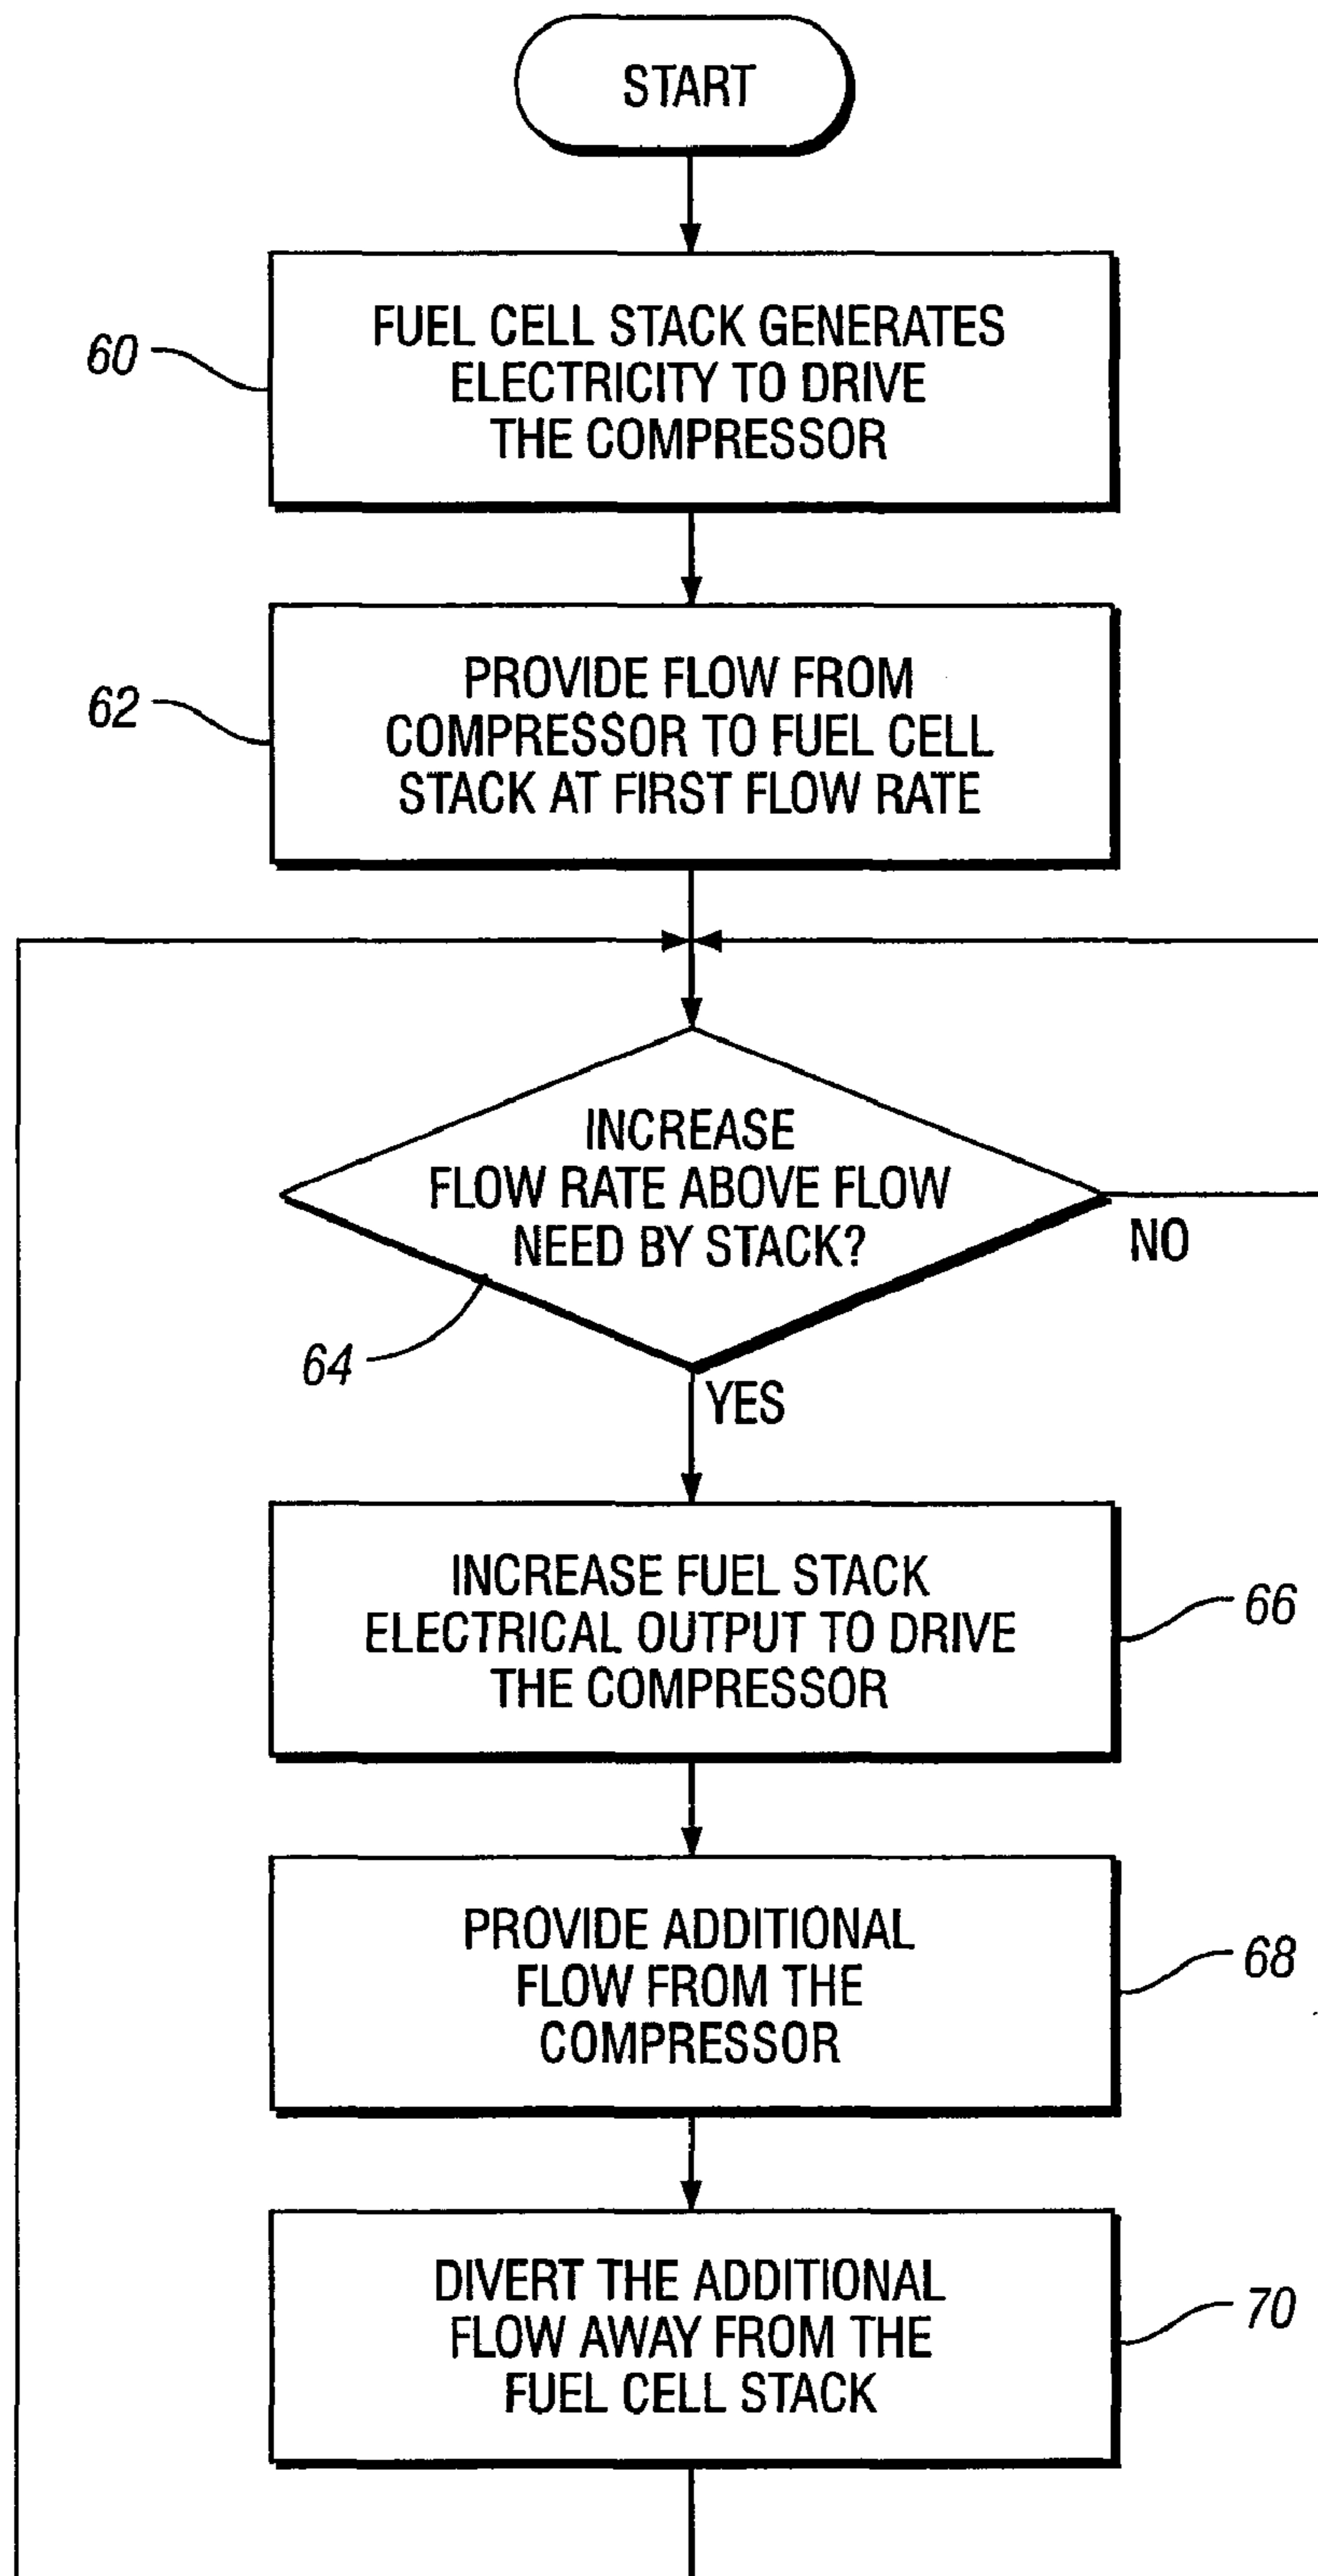 START
FUEL CELL STACK GENERATES
ELECTRICITY TO DRIVE
THE COMPRESSOR
60
PROVIDE FLOW FROM
COMPRESSOR TO FUEL CELL
STACK AT FIRST FLOW RATE
62
INCREASE
FLOW RATE ABOVE FLOW
NEED BY STACK?
NO
64
YES
INCREASE FUEL STACK
ELECTRICAL OUTPUT TO DRIVE
THE COMPRESSOR
66
PROVIDE ADDITIONAL
FLOW FROM THE
COMPRESSOR
68
DIVERT THE ADDITIONAL
FLOW AWAY FROM THE
FUEL CELL STACK
70